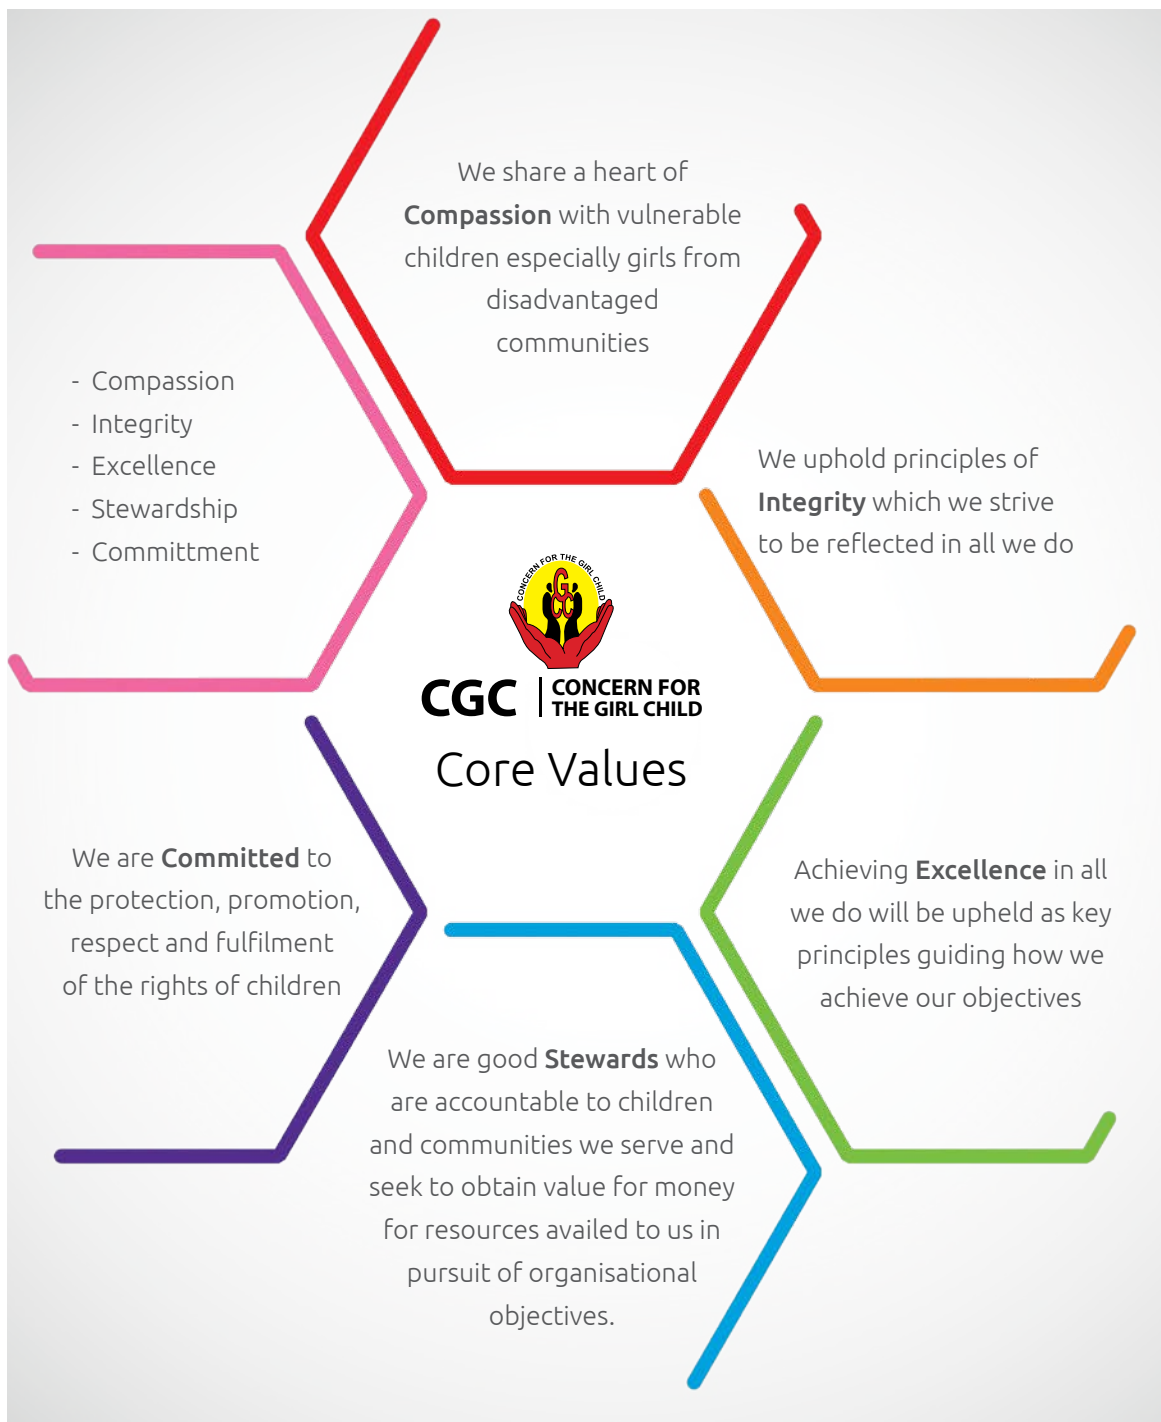 We share a heart of
Compassion with vulnerable
children especially girls from
disadvantaged
communities
- Compassion
- Integrity
- Excellence
- Stewardship
- Committment
We uphold principles of
Integrity which we strive
to be reflected in all we do
CONCERN FOR THE GIRL CHILD
GCC
CGC
CONCERN FOR
THE GIRL CHILD
Core Values
We are Committed to
the protection, promotion,
respect and fulfilment
of the rights of children
Achieving Excellence in all
we do will be upheld as key
principles guiding how we
achieve our objectives
We are good Stewards who
are accountable to children
and communities we serve and
seek to obtain value for money
for resources availed to us in
pursuit of organisational
objectives.